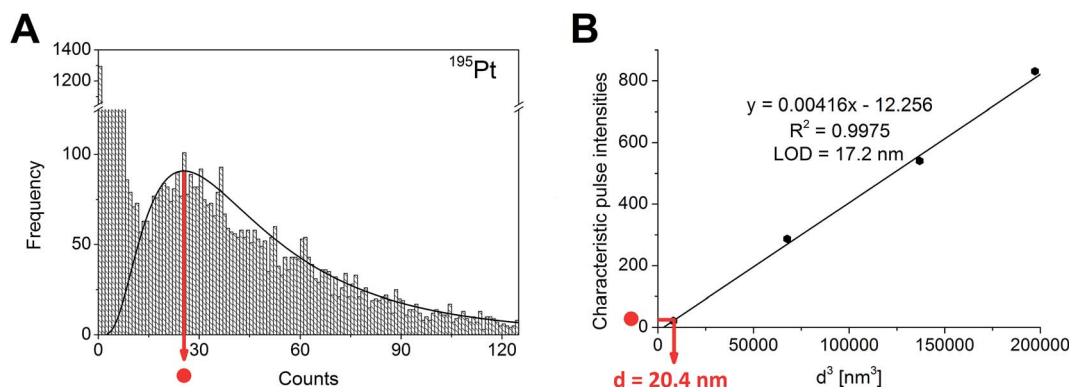 A
B
1400
1200
100
50
0
0
30
60
90
120
Frequency
Counts
¹⁹⁵Pt
800
600
400
200
0
0
50000
100000
150000
200000
Characteristic pulse intensities
y = 0.00416x - 12.256
R² = 0.9975
LOD = 17.2 nm
d³ [nm³]
d = 20.4 nm